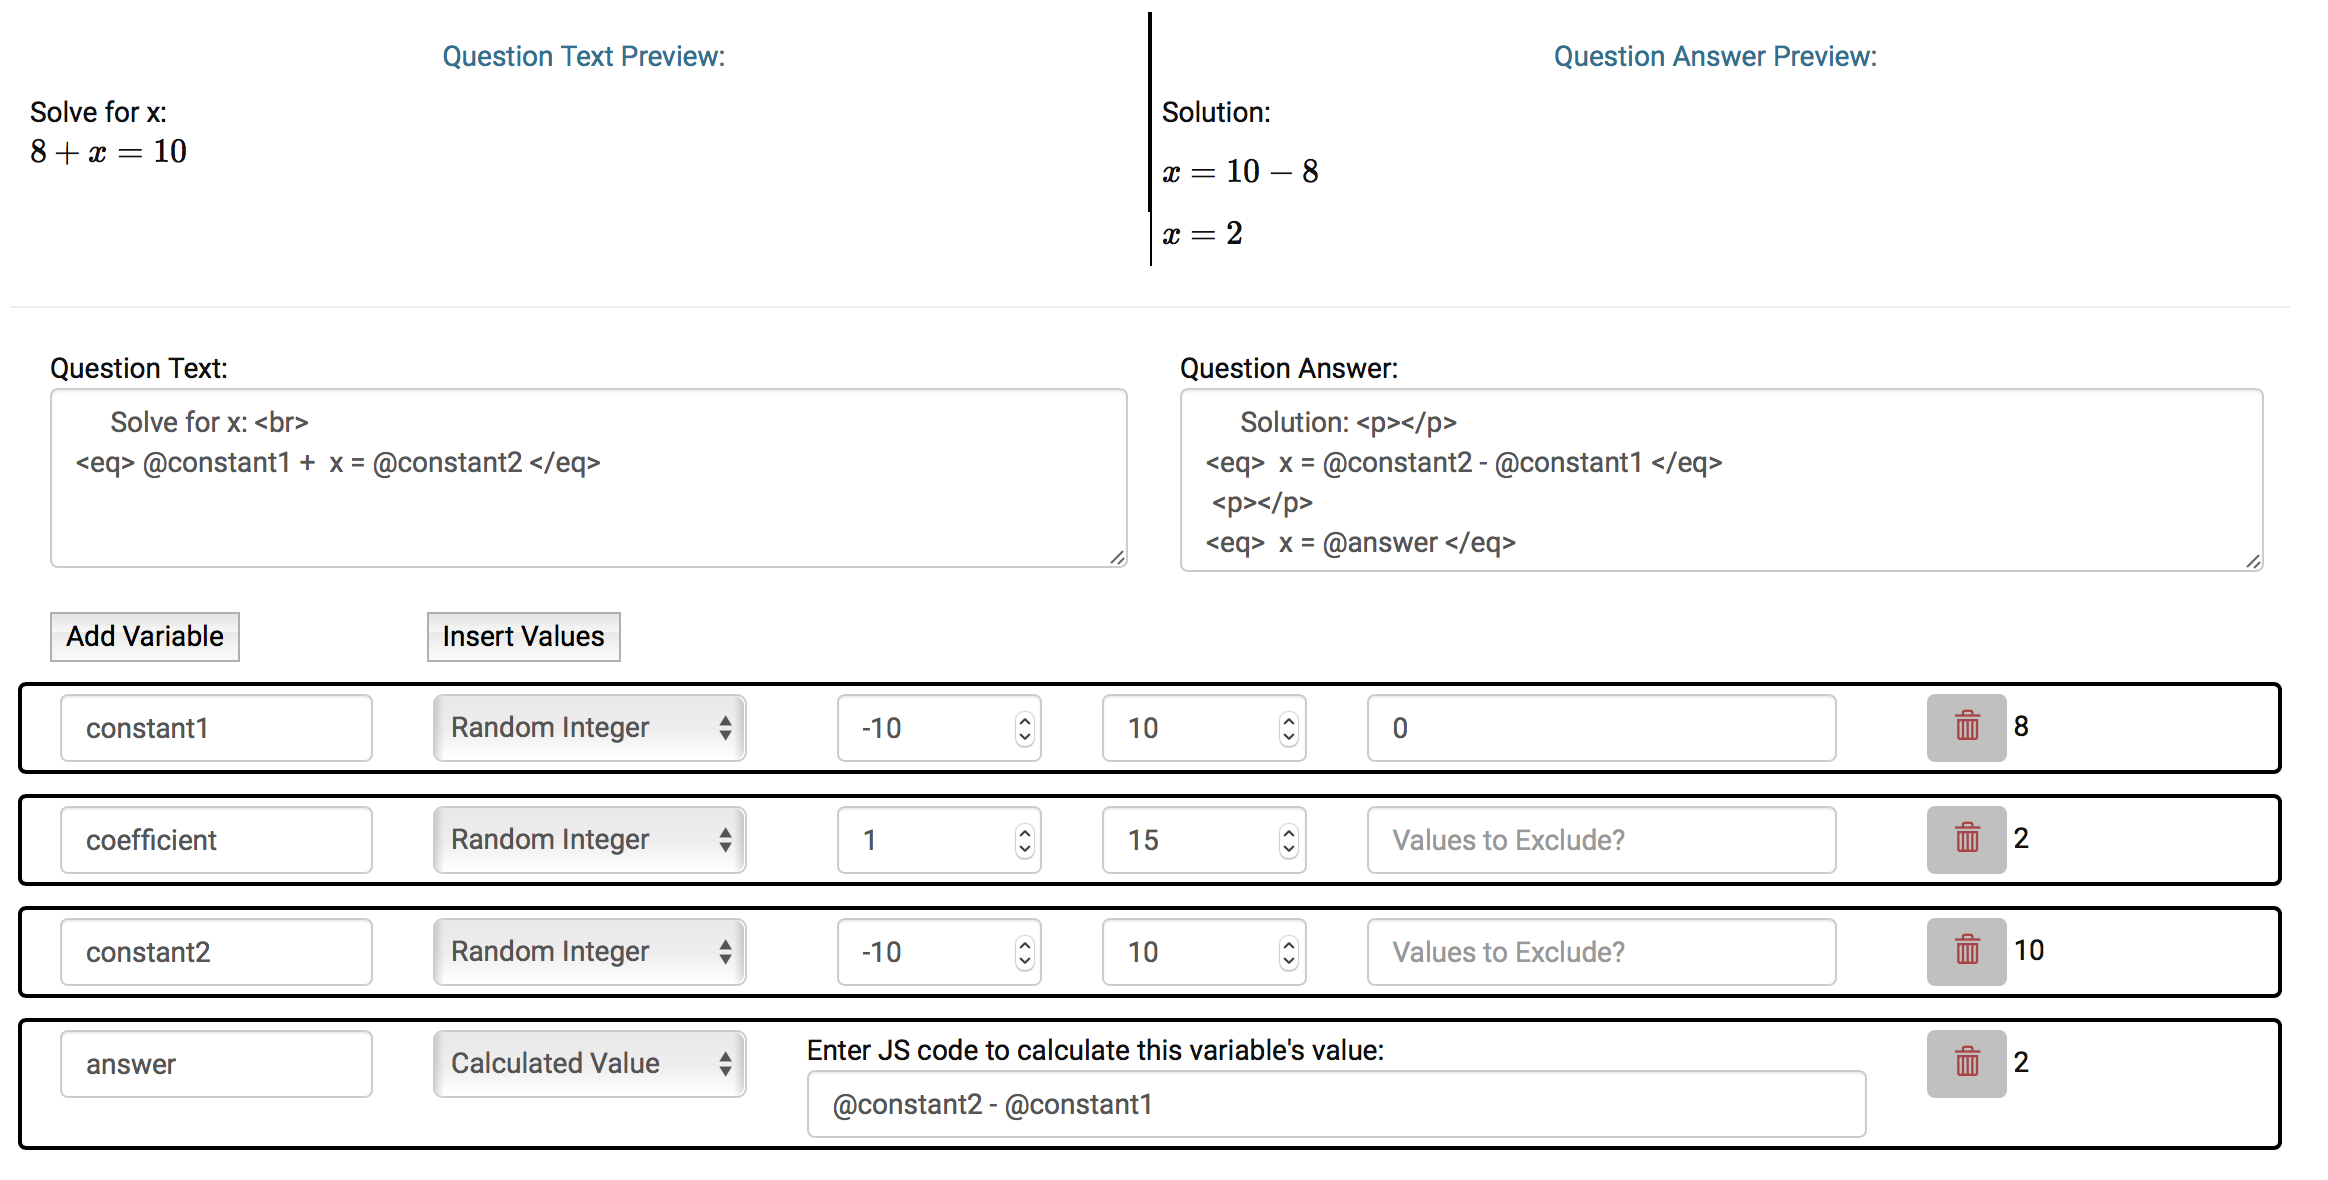 Question Text Preview:
Solve for x:
8 + x = 10
Question Answer Preview:
Solution:
x = 10 − 8
x = 2
Question Text:
Solve for x: <br>
<eq> @constant1 +  x = @constant2 </eq>
Question Answer:
Solution: <p></p>
<eq>  x = @constant2 - @constant1 </eq>
<p></p>
<eq>  x = @answer </eq>
Add Variable Insert Values
constant1 Random Integer -10 10 0 8
coefficient Random Integer 1 15 Values to Exclude? 2
constant2 Random Integer -10 10 Values to Exclude? 10
answer Calculated Value Enter JS code to calculate this variable's value: 2
@constant2 - @constant1